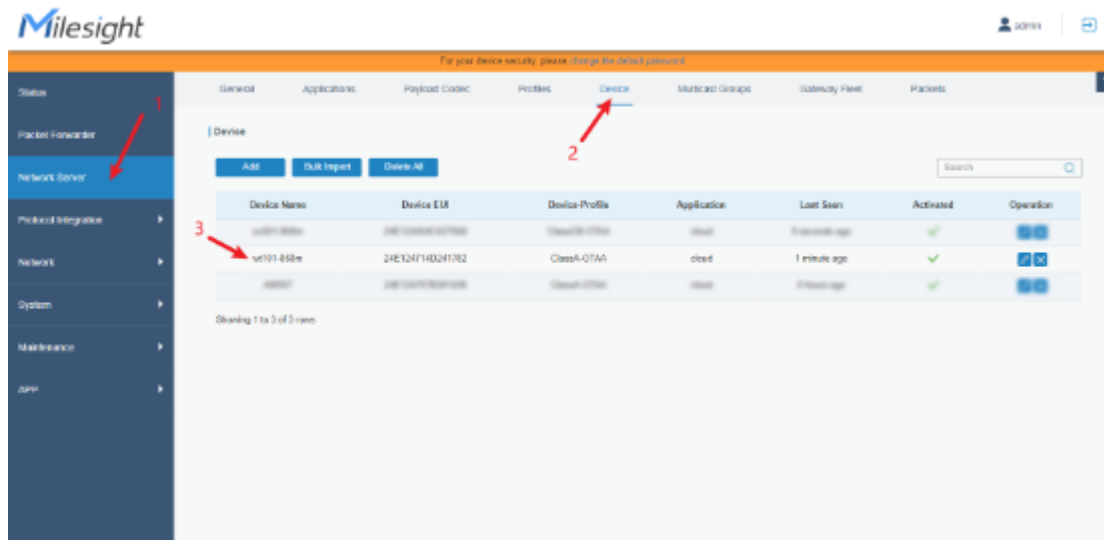 Milesight
admin
For your device security, please change the default password
Status
General Applications Payload Codec Profiles Device Multicast Groups Gateway Fleet Packets
1
Packet Forwarder
Device
2
Add Bulk Import Delete All Search
Network Server
Device Name Device EUI Device-Profile Application Last Seen Activated Operation
Protocol Integration
3
Network
wt101-868m 24E124714D241782 ClassA-OTAA cloud 1 minute ago
System
Showing 1 to 3 of 3 rows
Maintenance
APP